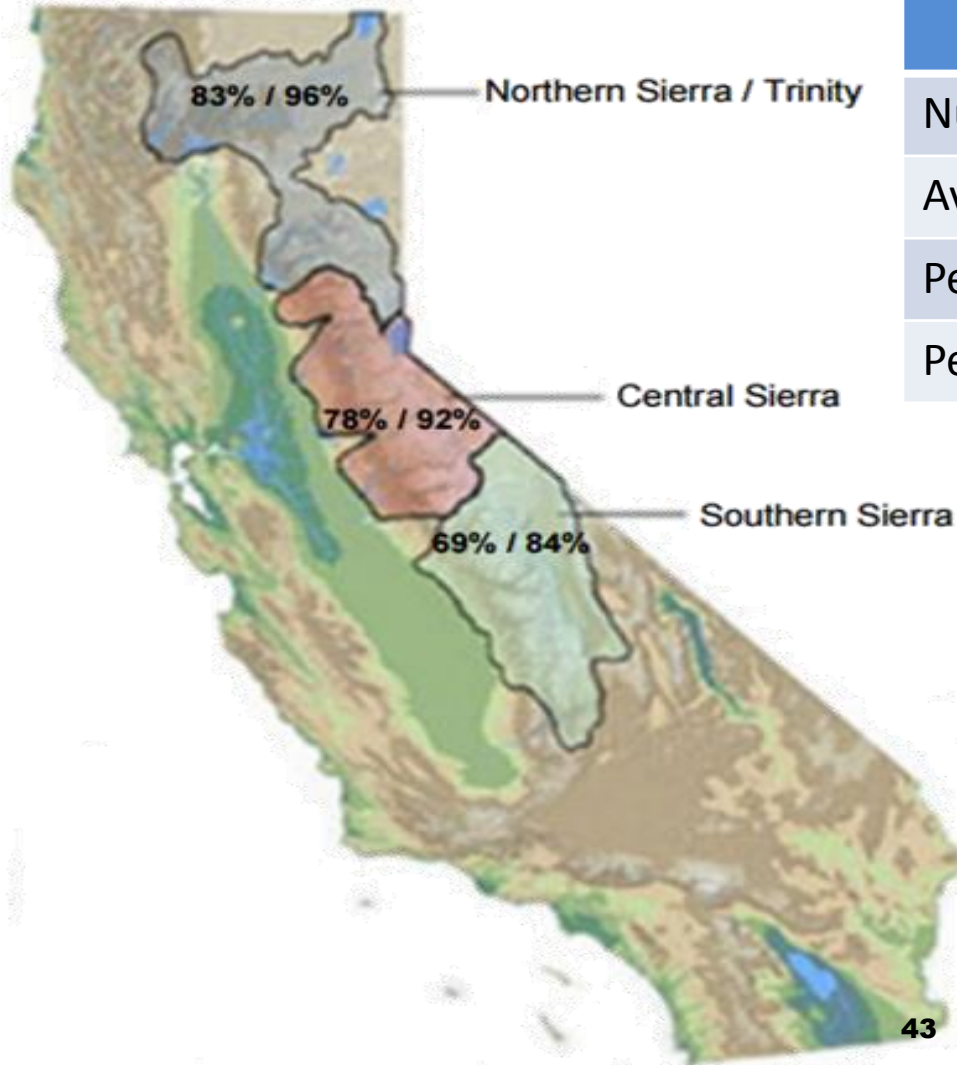 83% / 96%
Northern Sierra / Trinity
Central Sierra
78% / 92%
Southern Sierra
69% / 84%
43